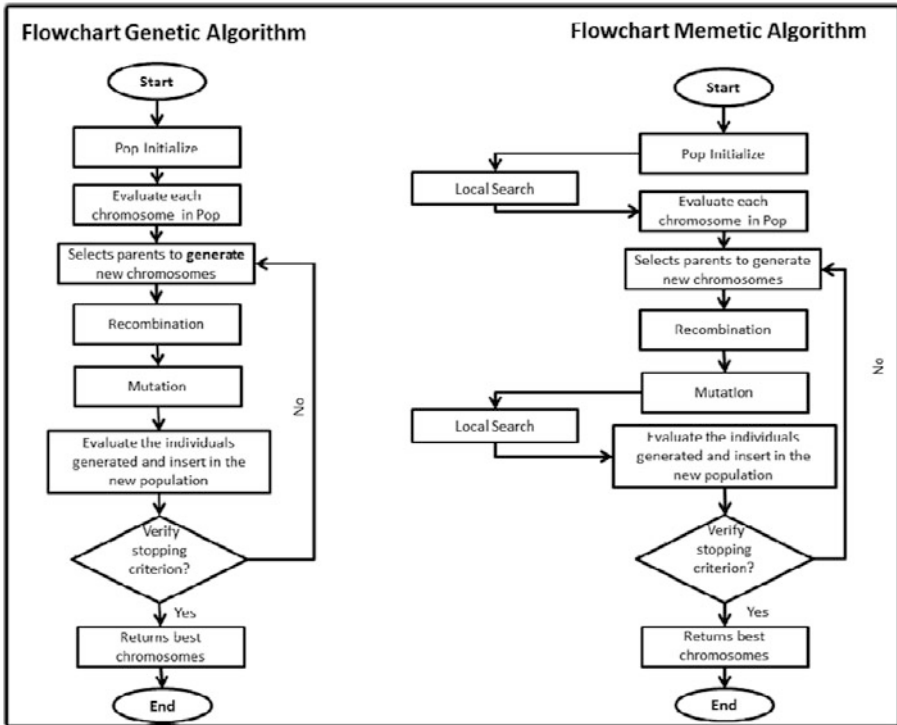 Flowchart Genetic Algorithm
Start
Pop Initialize
Evaluate each
chromosome in Pop
Selects parents to generate
new chromosomes
Recombination
Mutation
Evaluate the individuals
generated and insert in the
new population
Verify
stopping
criterion?
No
Yes
Returns best
chromosomes
End
Flowchart Memetic Algorithm
Start
Pop Initialize
Local Search
Evaluate each
chromosome in Pop
Selects parents to generate
new chromosomes
Recombination
Mutation
Local Search
Evaluate the individuals
generated and insert in the
new population
Verify
stopping
criterion?
No
Yes
Returns best
chromosomes
End